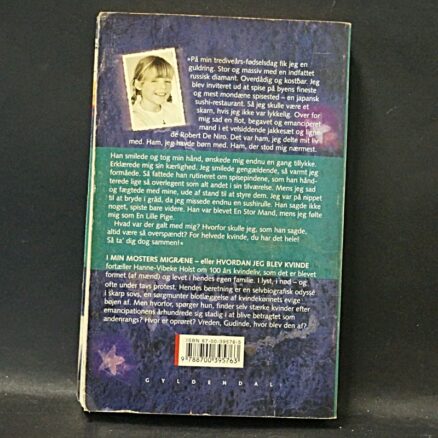 »På min trediveårs-fødselsdag fik jeg en
guldring. Stor og massiv med en indfattet
russisk diamant. Overdådig og kostbar. Jeg
blev inviteret ud at spise på byens fineste
og mest mondæne spisested – en japansk
sushi-restaurant. Så jeg skulle være et
skarn, hvis jeg ikke var lykkelig. Over for
mig sad en flot, begavet og emanciperet
mand i et velsiddende jakkesæt og ligne-
de Robert De Niro. Det var ham, jeg delte mit liv
med. Ham, jeg havde børn med. Ham, der stod mig nærmest.
Han smilede og tog min hånd, ønskede mig endnu en gang tillykke.
Erklærede mig sin kærlighed. Jeg smilede gengældende, så varmt jeg
formåede. Så fattede han rutineret om spisepindene, som han hånd-
terede lige så overlegent som alt andet i sin tilværelse. Mens jeg sad
og fægtede med mine, ude af stand til at styre dem. Jeg var på nippet
til at bryde i gråd, da jeg missede endnu en sushirulle. Han sagde ikke
noget, spiste bare videre. Han var blevet En Stor Mand, mens jeg følte
mig som En Lille Pige.
Hvad var der galt med mig? Hvorfor skulle jeg, som han sagde,
altid være så overspændt? For helvede kvinde, du har det hele!
Så ta' dig dog sammen!«
I MIN MOSTERS MIGRÆNE – eller HVORDAN JEG BLEV KVINDE
fortæller Hanne-Vibeke Holst om 100 års kvindeliv, som det er blevet
formet (af mænd) og levet i hendes egen familie. I lyst, i nød – og
ofte under tavs protest. Hendes beretning er en selvbiografisk odyssé
i skarp sovs, en sørgmunter blotlæggelse af kvindekønnets evige
bøjen af. Men hvorfor, spørger hun, finder selv stærke kvinder efter
emancipationens århundrede sig stadig i at blive betragtet som
andenrangs? Hvor er oprøret? Vreden, Gudinde, hvor blev den af?
ISBN 87-00-39576-5
9 788700 395763
GYLDENDAL